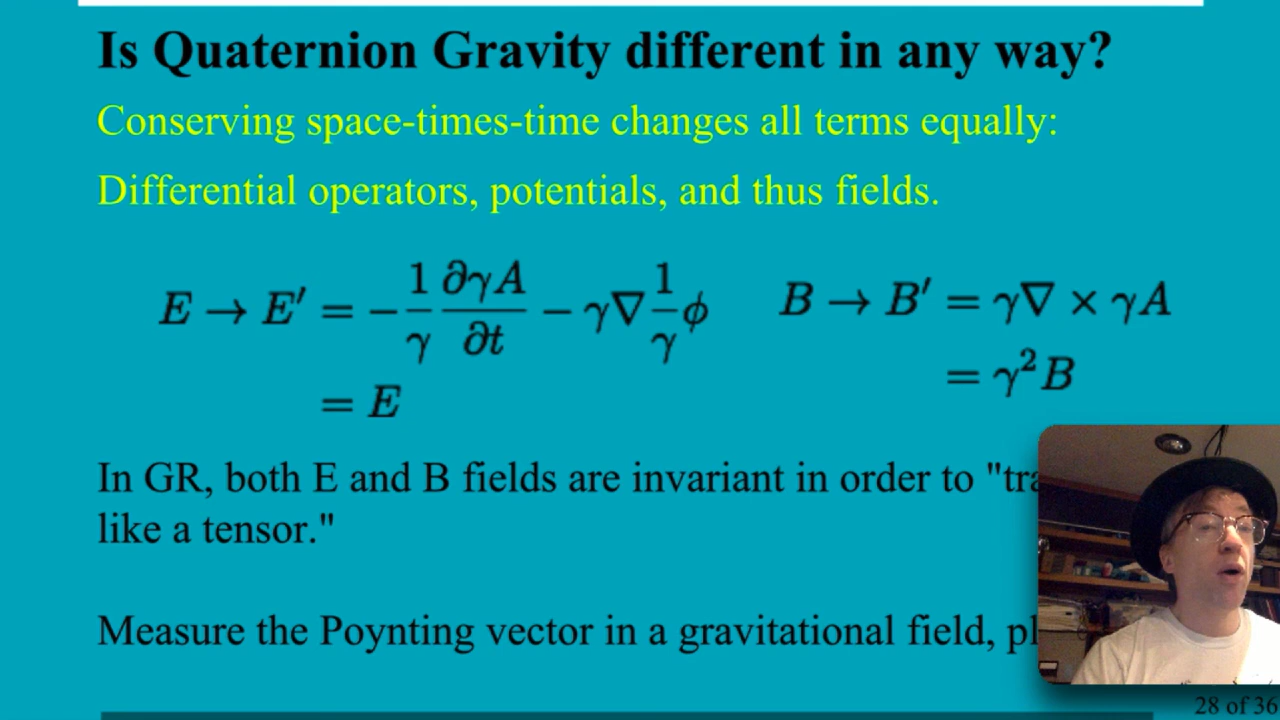 Is Quaternion Gravity different in any way?
Conserving space-times-time changes all terms equally:
Differential operators, potentials, and thus fields.
E → E′ = −(1/γ)(∂γA/∂t) − γ∇(1/γ)φ
= E
B → B′ = γ∇ × γA
= γ²B
In GR, both E and B fields are invariant in order to "
like a tensor."
Measure the Poynting vector in a gravitational field,
28 of 36